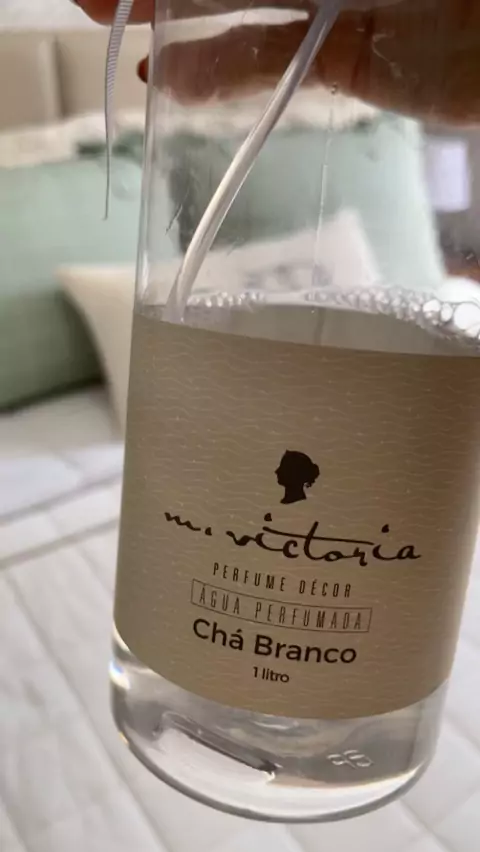 m. victoria
PERFUME DÉCOR
ÁGUA PERFUMADA
Chá Branco
1 litro